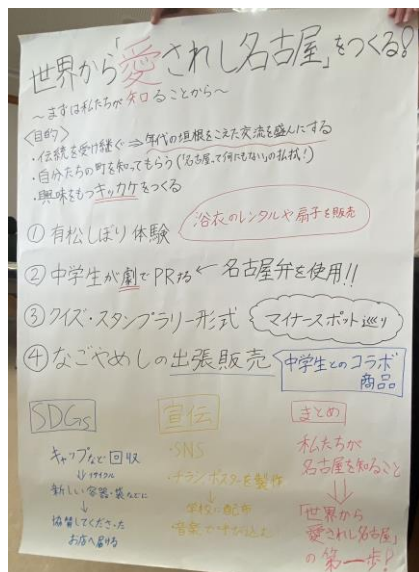 世界から「愛されし名古屋」をつくる!
～まずは私たちが知ることから～
〈目的〉
・伝統を受け継ぐ⇒年代の垣根をこえた交流を盛んにする
・自分たちの町を知ってもらう(「名古屋って何にもない」の払拭!)
・興味をもつキッカケをつくる
① 有松しぼり体験
浴衣のレンタルや扇子を販売
② 中学生が劇でPRする←名古屋弁を使用!!
③ クイズ・スタンプラリー形式
マイナースポット巡り
④ なごやめしの出張販売
中学生とのコラボ
商品
SDGs
キャップなど回収
↓リサイクル
新しい容器・袋などに
↓
協賛してくださった
お店へ届ける
宣伝
・SNS
・チラシ・ポスターを製作
↓
学校に配布
・音楽で
まとめ
私たちが
名古屋を知ること
⇓
「世界から
愛されし名古屋」
の第一歩!